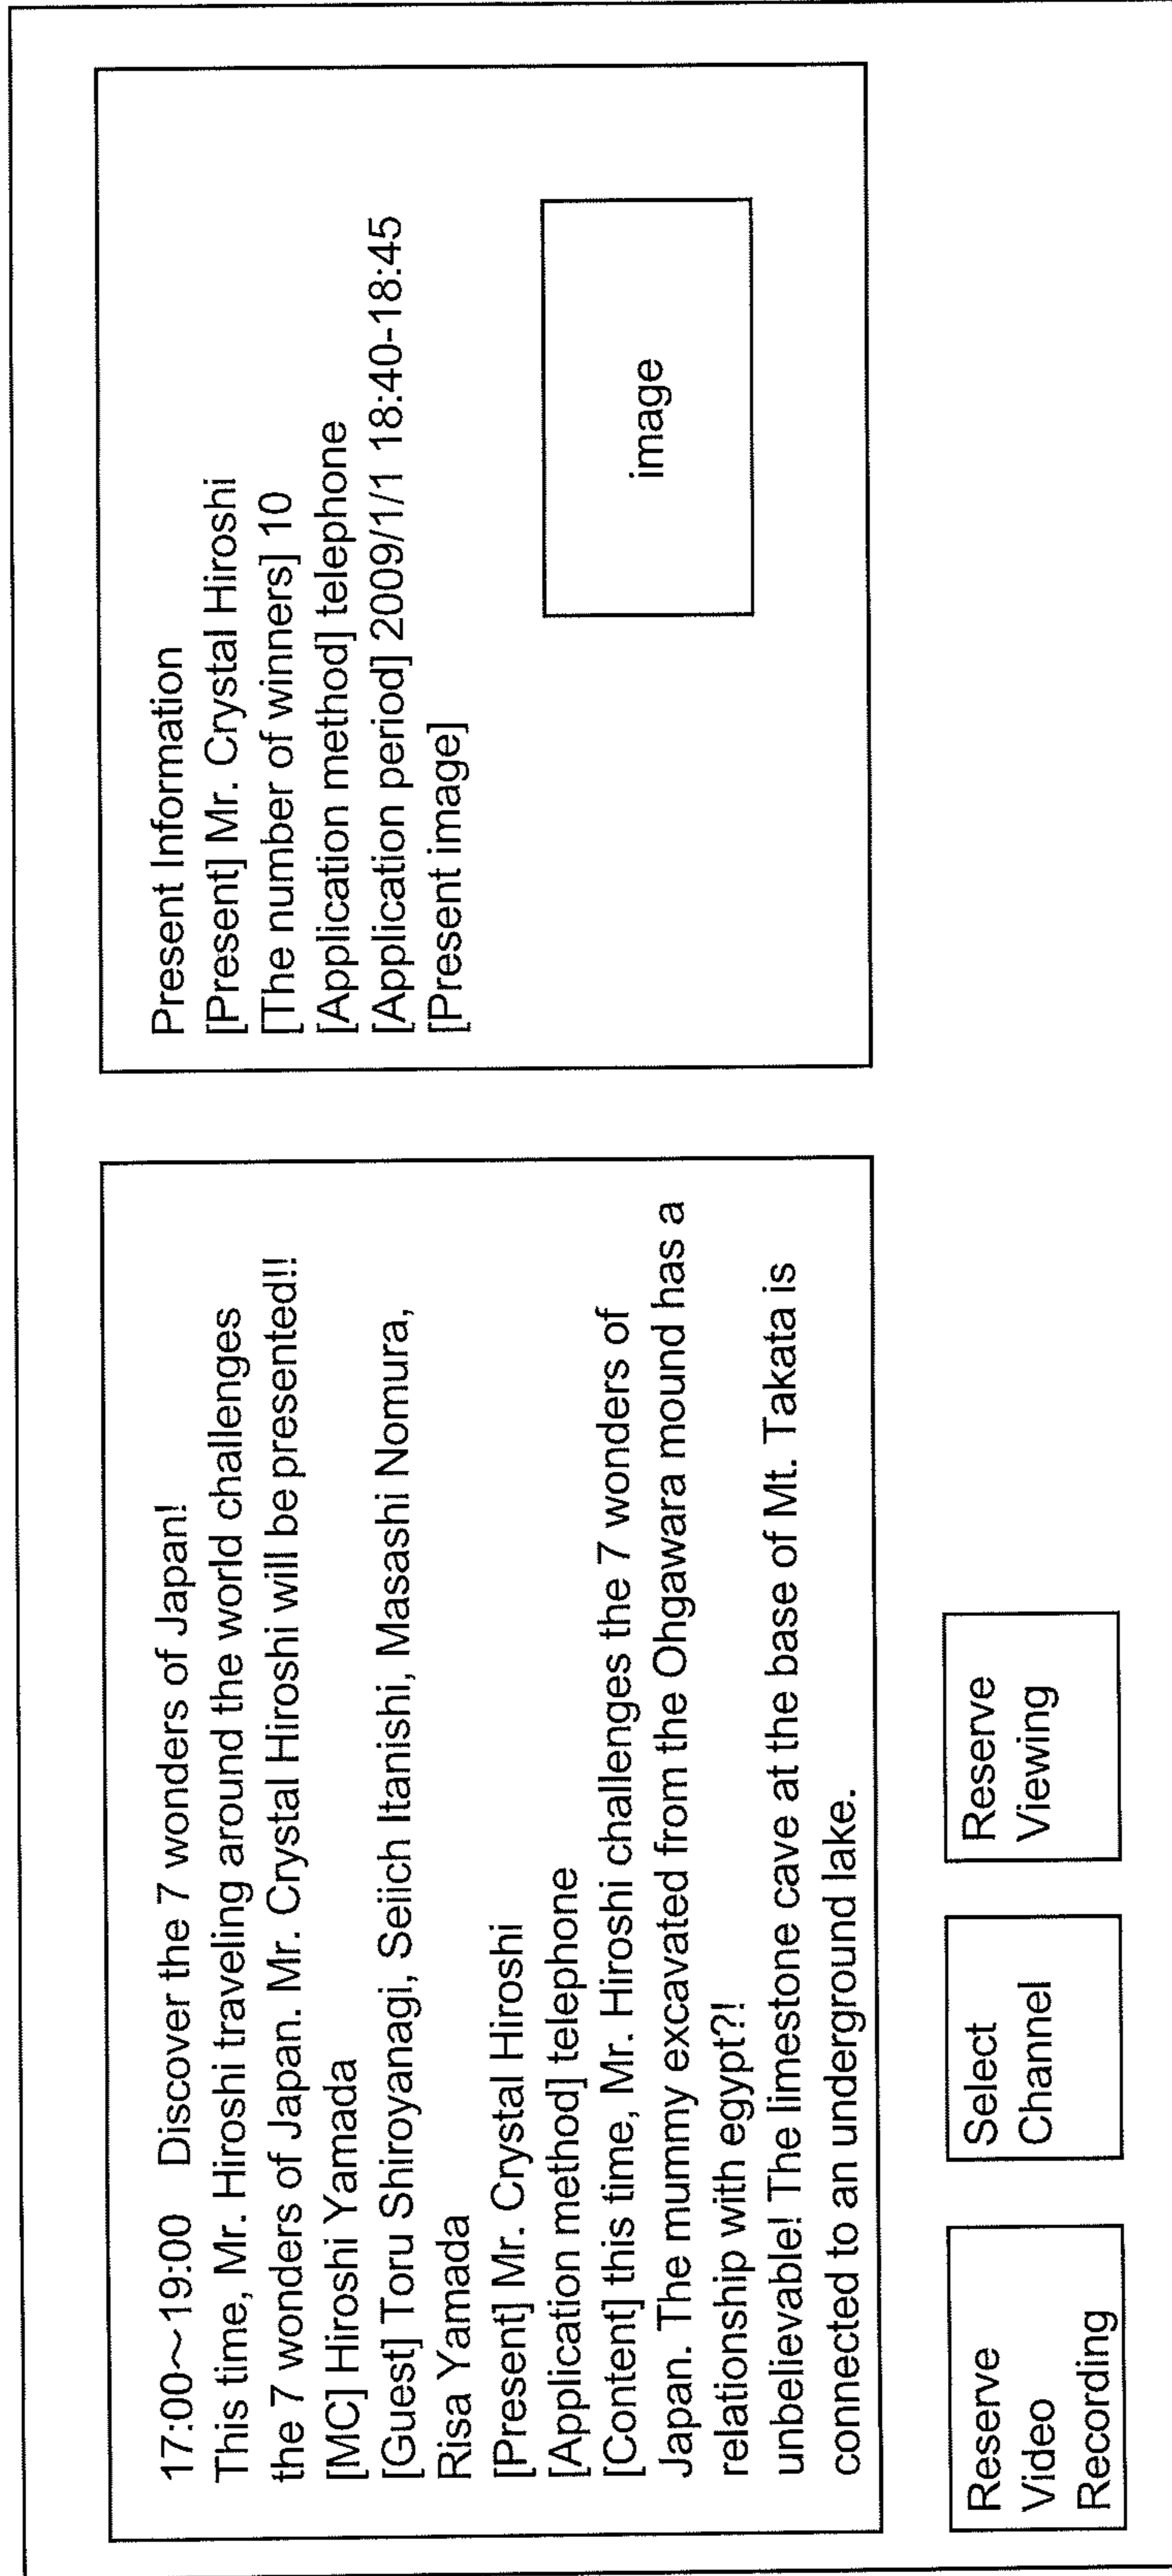 17:00～19:00 Discover the 7 wonders of Japan!
This time, Mr. Hiroshi traveling around the world challenges
the 7 wonders of Japan. Mr. Crystal Hiroshi will be presented!!
[MC] Hiroshi Yamada
[Guest] Toru Shiroyanagi, Seiich Itanishi, Masashi Nomura,
Risa Yamada
[Present] Mr. Crystal Hiroshi
[Application method] telephone
[Content] this time, Mr. Hiroshi challenges the 7 wonders of
Japan. The mummy excavated from the Ohgawara mound has a
relationship with egypt?!
unbelievable! The limestone cave at the base of Mt. Takata is
connected to an underground lake.
Present Information
[Present] Mr. Crystal Hiroshi
[The number of winners] 10
[Application method] telephone
[Application period] 2009/1/1 18:40-18:45
[Present image]
image
Reserve
Video
Recording
Select
Channel
Reserve
Viewing